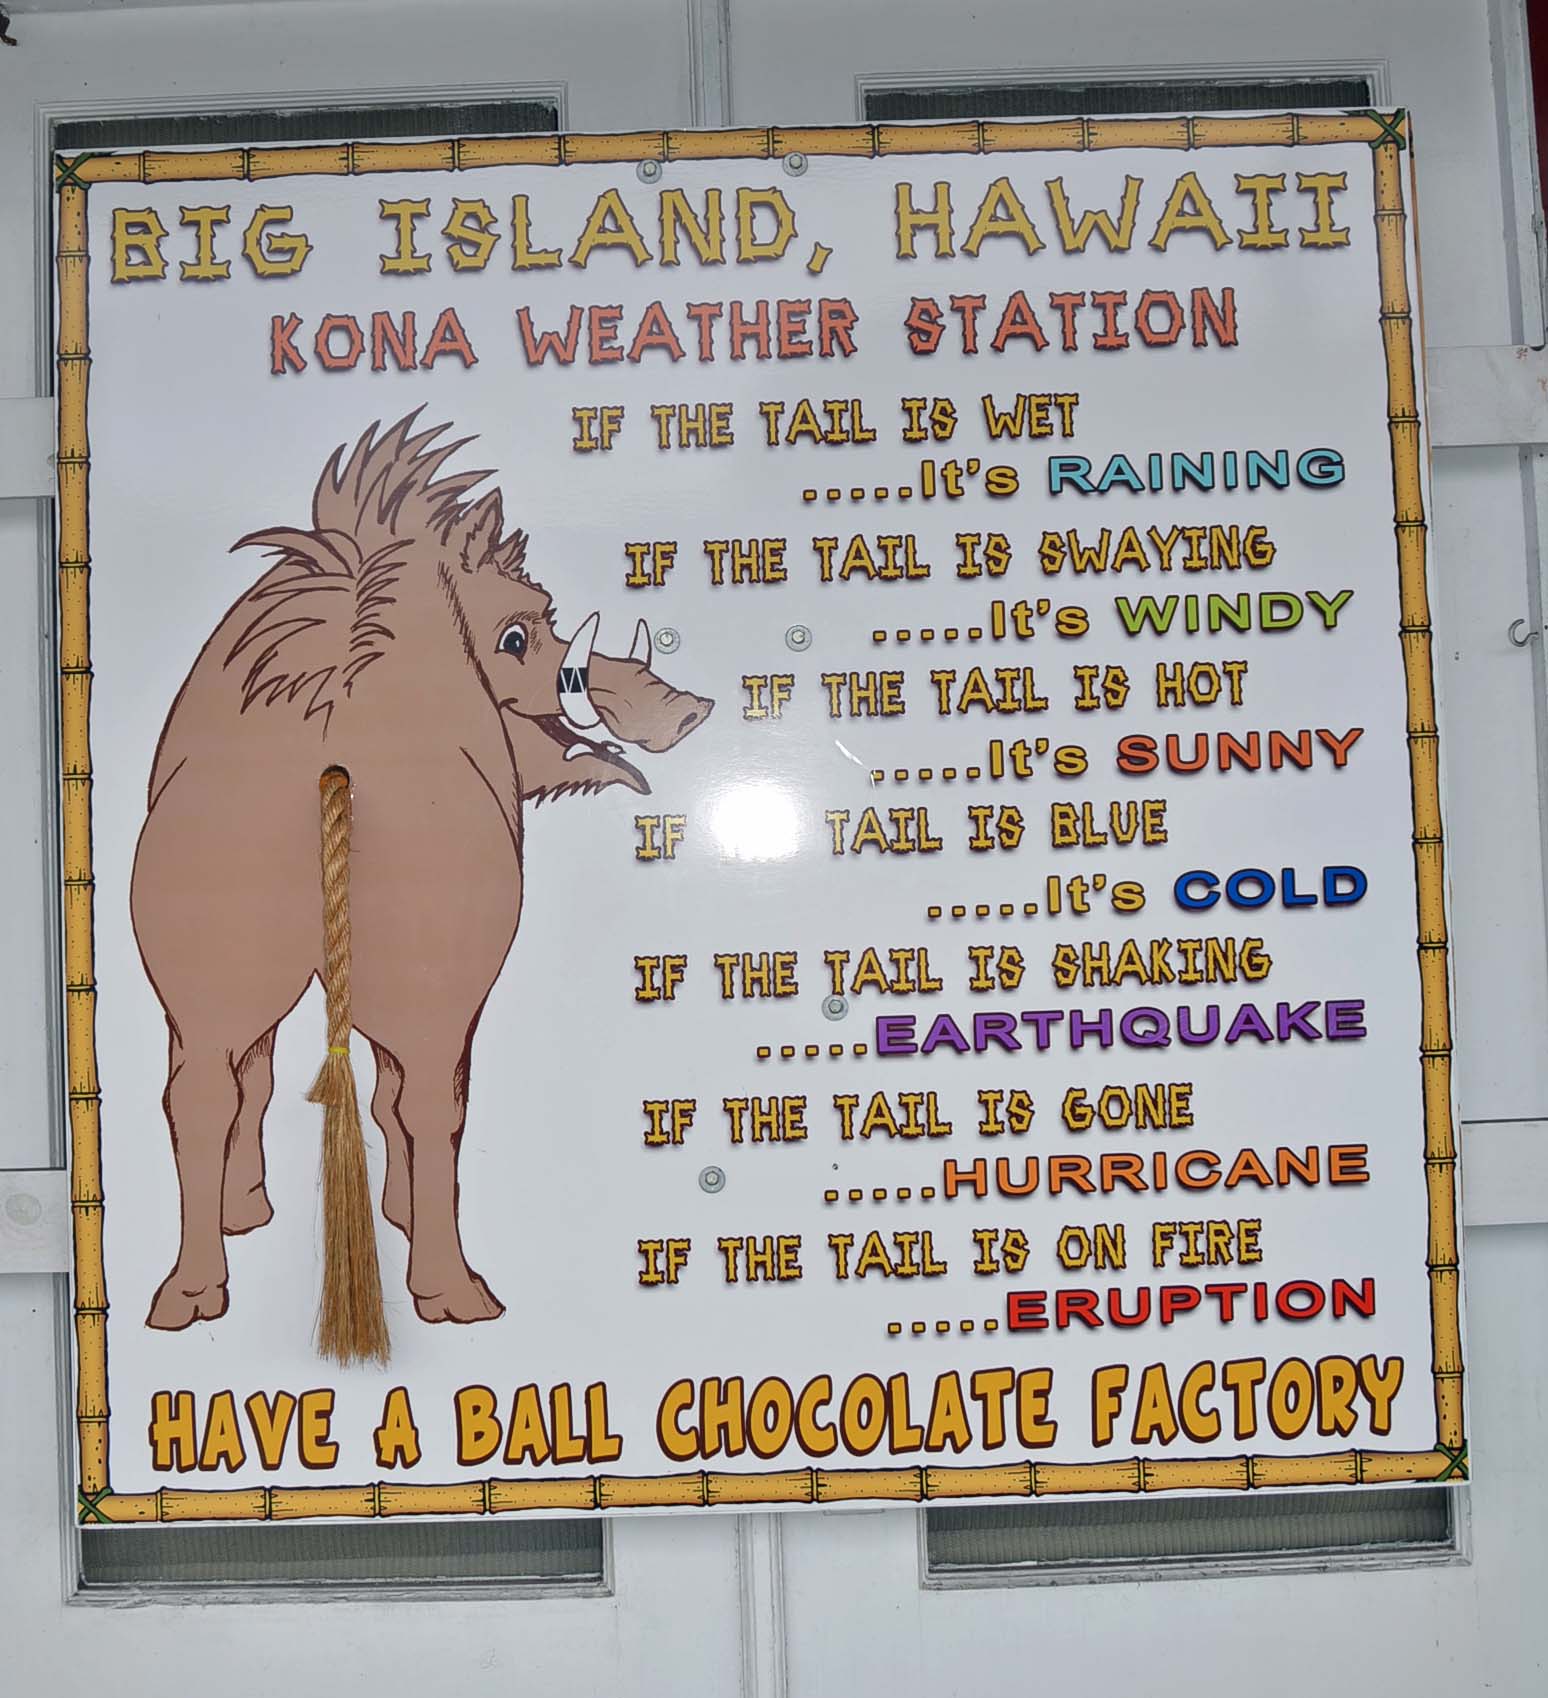 BIG ISLAND, HAWAII
KONA WEATHER STATION
IF THE TAIL IS WET
.....It's RAINING
IF THE TAIL IS SWAYING
.....It's WINDY
IF THE TAIL IS HOT
.....It's SUNNY
IF TAIL IS BLUE
.....It's COLD
IF THE TAIL IS SHAKING
.....EARTHQUAKE
IF THE TAIL IS GONE
.....HURRICANE
IF THE TAIL IS ON FIRE
.....ERUPTION
HAVE A BALL CHOCOLATE FACTORY